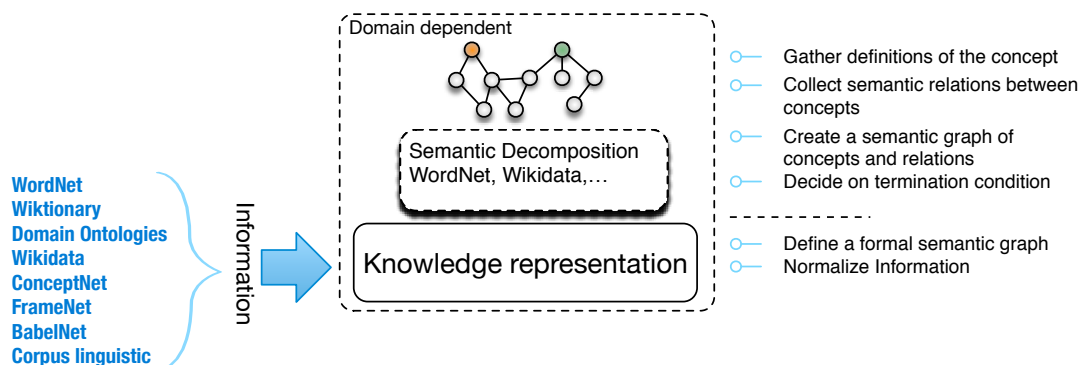 Domain dependent
Semantic Decomposition
WordNet, Wikidata,...
Knowledge representation
WordNet
Wiktionary
Domain Ontologies
Wikidata
ConceptNet
FrameNet
BabelNet
Corpus linguistic
Information
Gather definitions of the concept
Collect semantic relations between
concepts
Create a semantic graph of
concepts and relations
Decide on termination condition
Define a formal semantic graph
Normalize Information